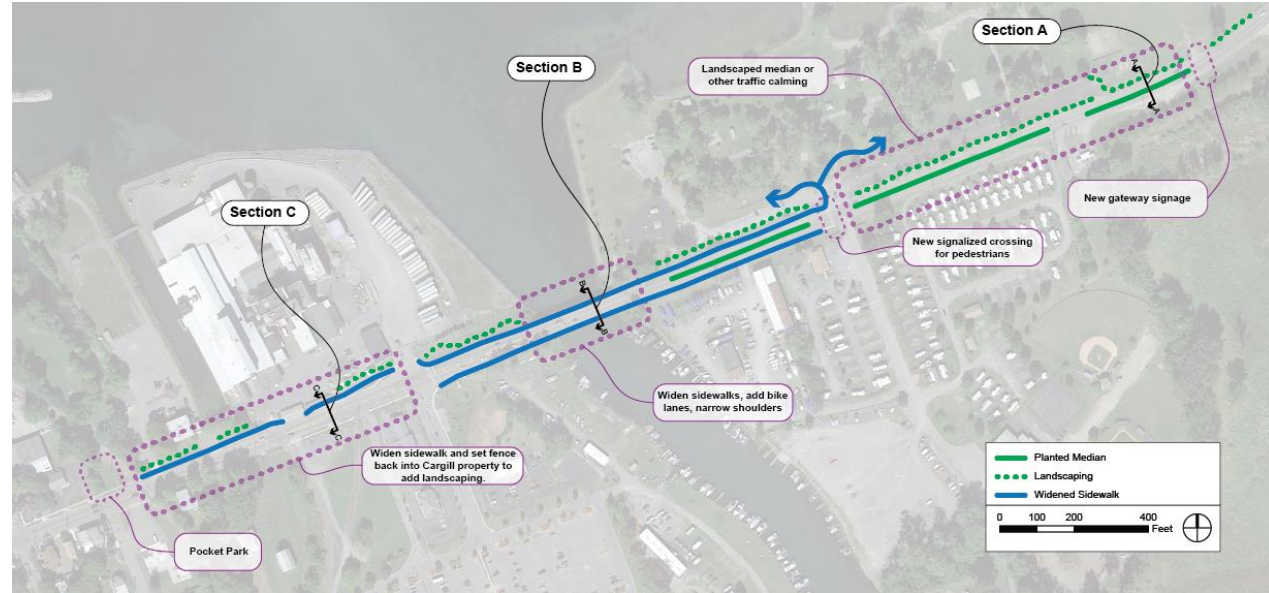 Section A
Section B
Landscaped median or
other traffic calming
A
A
New gateway signage
Section C
New signalized crossing
for pedestrians
B
B
Widen sidewalks, add bike
lanes, narrow shoulders
C
C
Widen sidewalk and set fence
back into Cargill property to
add landscaping.
Pocket Park
Planted Median
Landscaping
Widened Sidewalk
0 100 200 400
Feet